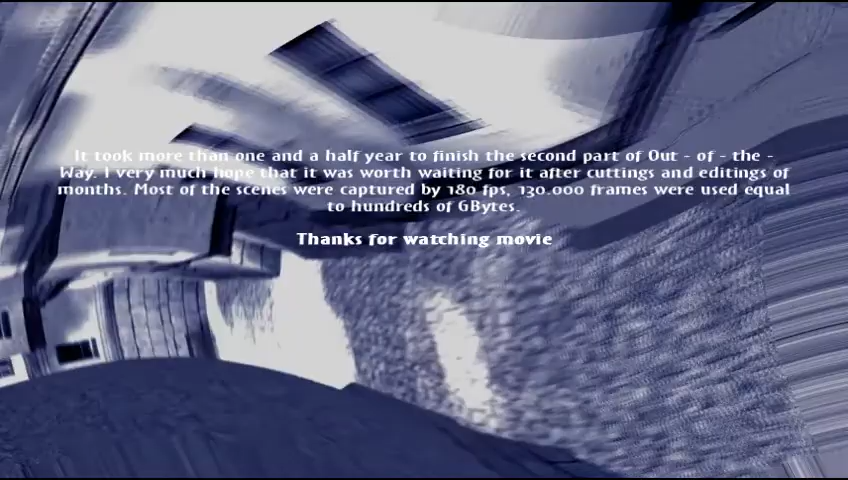 It took more than one and a half year to finish the second part of Out - of - the -
Way. I very much hope that it was worth waiting for it after cuttings and editings of
months. Most of the scenes were captured by 180 fps, 130.000 frames were used equal
to hundreds of GBytes.
Thanks for watching movie